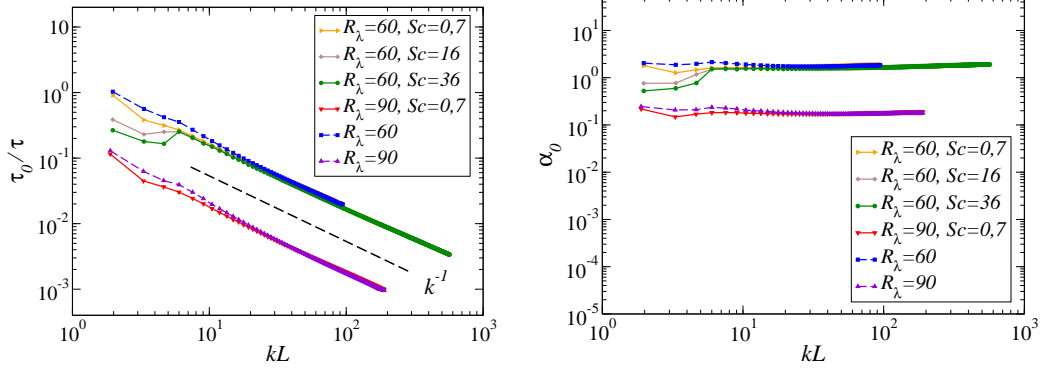 10¹
10⁰
10⁻¹
10⁻²
10⁻³
τ₀/τ
10⁰
10¹
10²
10³
kL
R_λ=60, Sc=0,7
R_λ=60, Sc=16
R_λ=60, Sc=36
R_λ=90, Sc=0,7
R_λ=60
R_λ=90
k⁻¹
10¹
10⁰
10⁻¹
10⁻²
10⁻³
10⁻⁴
10⁻⁵
α₀
10⁰
10¹
10²
10³
kL
R_λ=60, Sc=0,7
R_λ=60, Sc=16
R_λ=60, Sc=36
R_λ=90, Sc=0,7
R_λ=60
R_λ=90